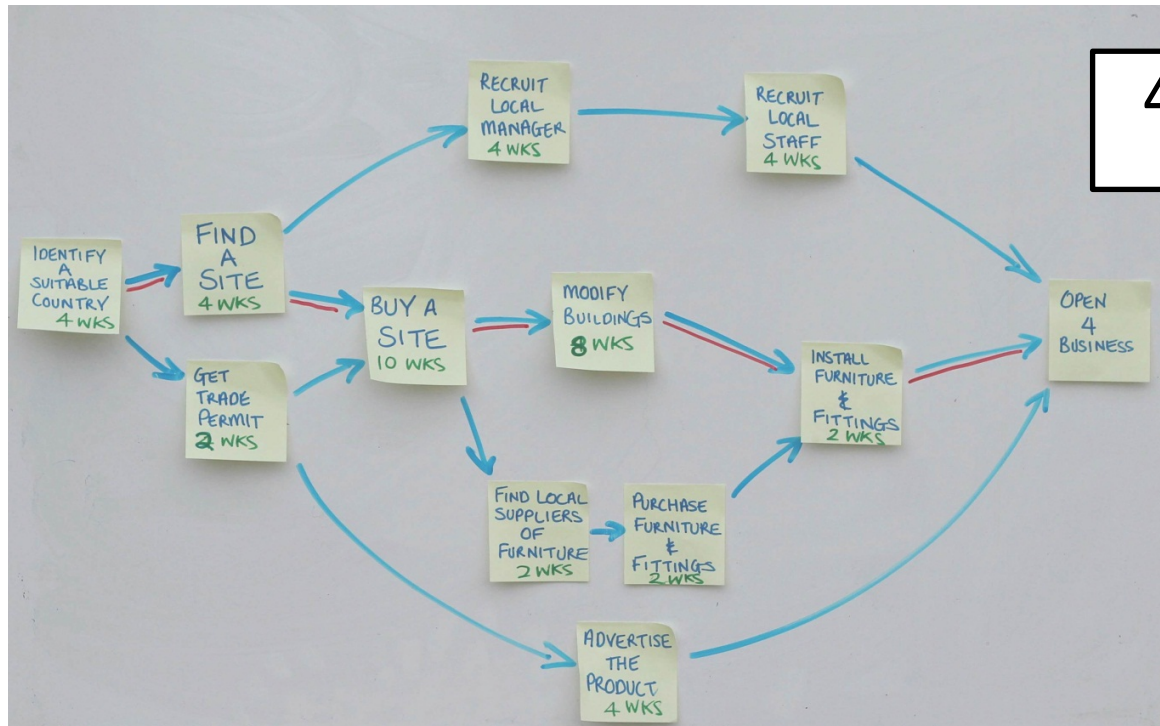 RECRUIT
LOCAL
MANAGER
4 WKS
RECRUIT
LOCAL
STAFF
4 WKS
IDENTIFY
A
SUITABLE
COUNTRY
4 WKS
FIND
A
SITE
4 WKS
BUY A
SITE
10 WKS
MODIFY
BUILDINGS
8 WKS
OPEN
4
BUSINESS
GET
TRADE
PERMIT
2 WKS
INSTALL
FURNITURE
&
FITTINGS
2 WKS
FIND LOCAL
SUPPLIERS
OF
FURNITURE
2 WKS
PURCHASE
FURNITURE
&
FITTINGS
2 WKS
ADVERTISE
THE
PRODUCT
4 WKS